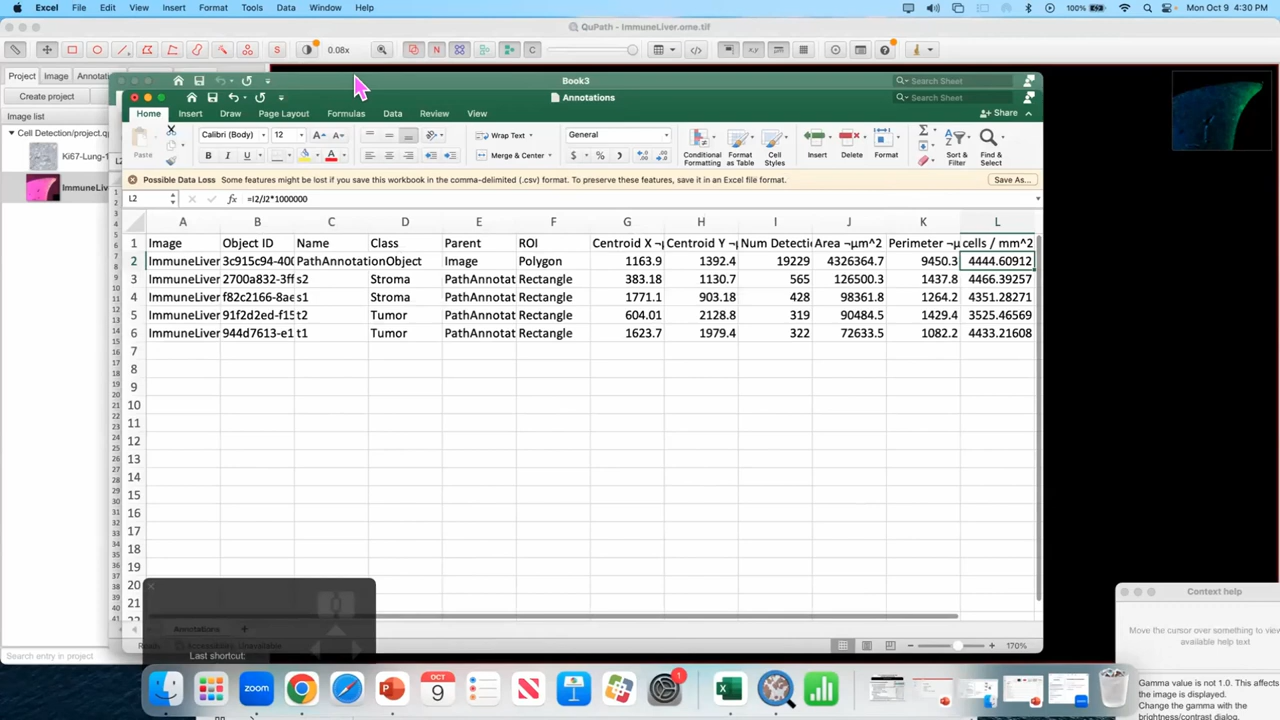 Excel File Edit View Insert Format Tools Data Window Help 100% Mon Oct 9 4:30 PM
QuPath - ImmuneLiver.ome.tif
S 0.08x N C x,y
Project Image
Create project
Image list
Cell Detection/project.q
Ki67-Lung-
ImmuneLiv
Book3 Search Sheet
Annotations Search Sheet
Home Insert Draw Page Layout Formulas Data Review View Share
Paste Calibri (Body) 12 Wrap Text General Conditional Formatting Format as Table Cell Styles Insert Delete Format Sort & Filter Find & Select
B I U Merge & Center $ %
Possible Data Loss Some features might be lost if you save this workbook in the comma-delimited (.csv) format. To preserve these features, save it in an Excel file format. Save As...
L2 fx =I2/J2*1000000
A B C D E F G H I J K L
1 Image Object ID Name Class Parent ROI Centroid X ¬ Centroid Y ¬ Num Detecti Area ¬µm^2 Perimeter ¬ cells / mm^2
2 ImmuneLiver 3c915c94-40 PathAnnotationObject Image Polygon 1163.9 1392.4 19229 4326364.7 9450.3 4444.60912
3 ImmuneLiver 2700a832-3ff s2 Stroma PathAnnotat Rectangle 383.18 1130.7 565 126500.3 1437.8 4466.39257
4 ImmuneLiver f82c2166-8ae s1 Stroma PathAnnotat Rectangle 1771.1 903.18 428 98361.8 1264.2 4351.28271
5 ImmuneLiver 91f2d2ed-f15 t2 Tumor PathAnnotat Rectangle 604.01 2128.8 319 90484.5 1429.4 3525.46569
6 ImmuneLiver 944d7613-e1 t1 Tumor PathAnnotat Rectangle 1623.7 1979.4 322 72633.5 1082.2 4433.21608
7
8
9
10
11
12
13
14
15
16
17
18
19
20
21
Annotations
Last shortcut:
170%
Search entry in project
Context help
Move the cursor over something to view
available help text
Gamma value is not 1.0. This affects
the image is displayed.
Change the gamma with the
brightness/contrast dialog.
OCT
9
zoom
1